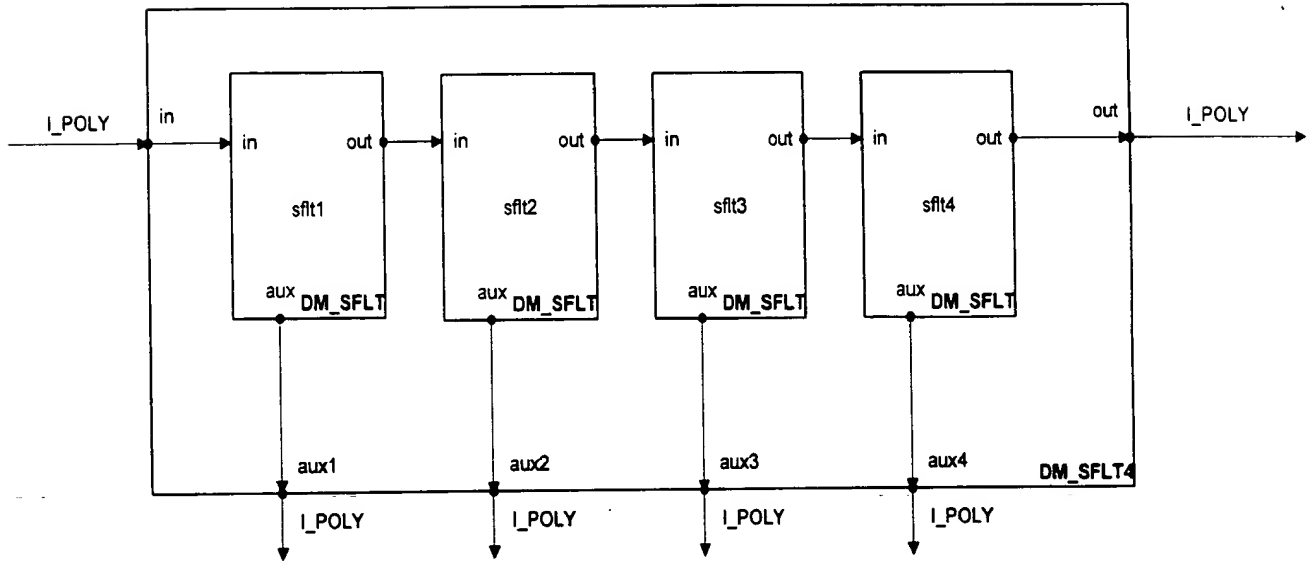 in out
I_POLY I_POLY
in out in out in out in out
sflt1 sflt2 sflt3 sflt4
aux aux aux aux
DM_SFLT DM_SFLT DM_SFLT DM_SFLT
aux1 aux2 aux3 aux4
DM_SFLT4
I_POLY I_POLY I_POLY I_POLY